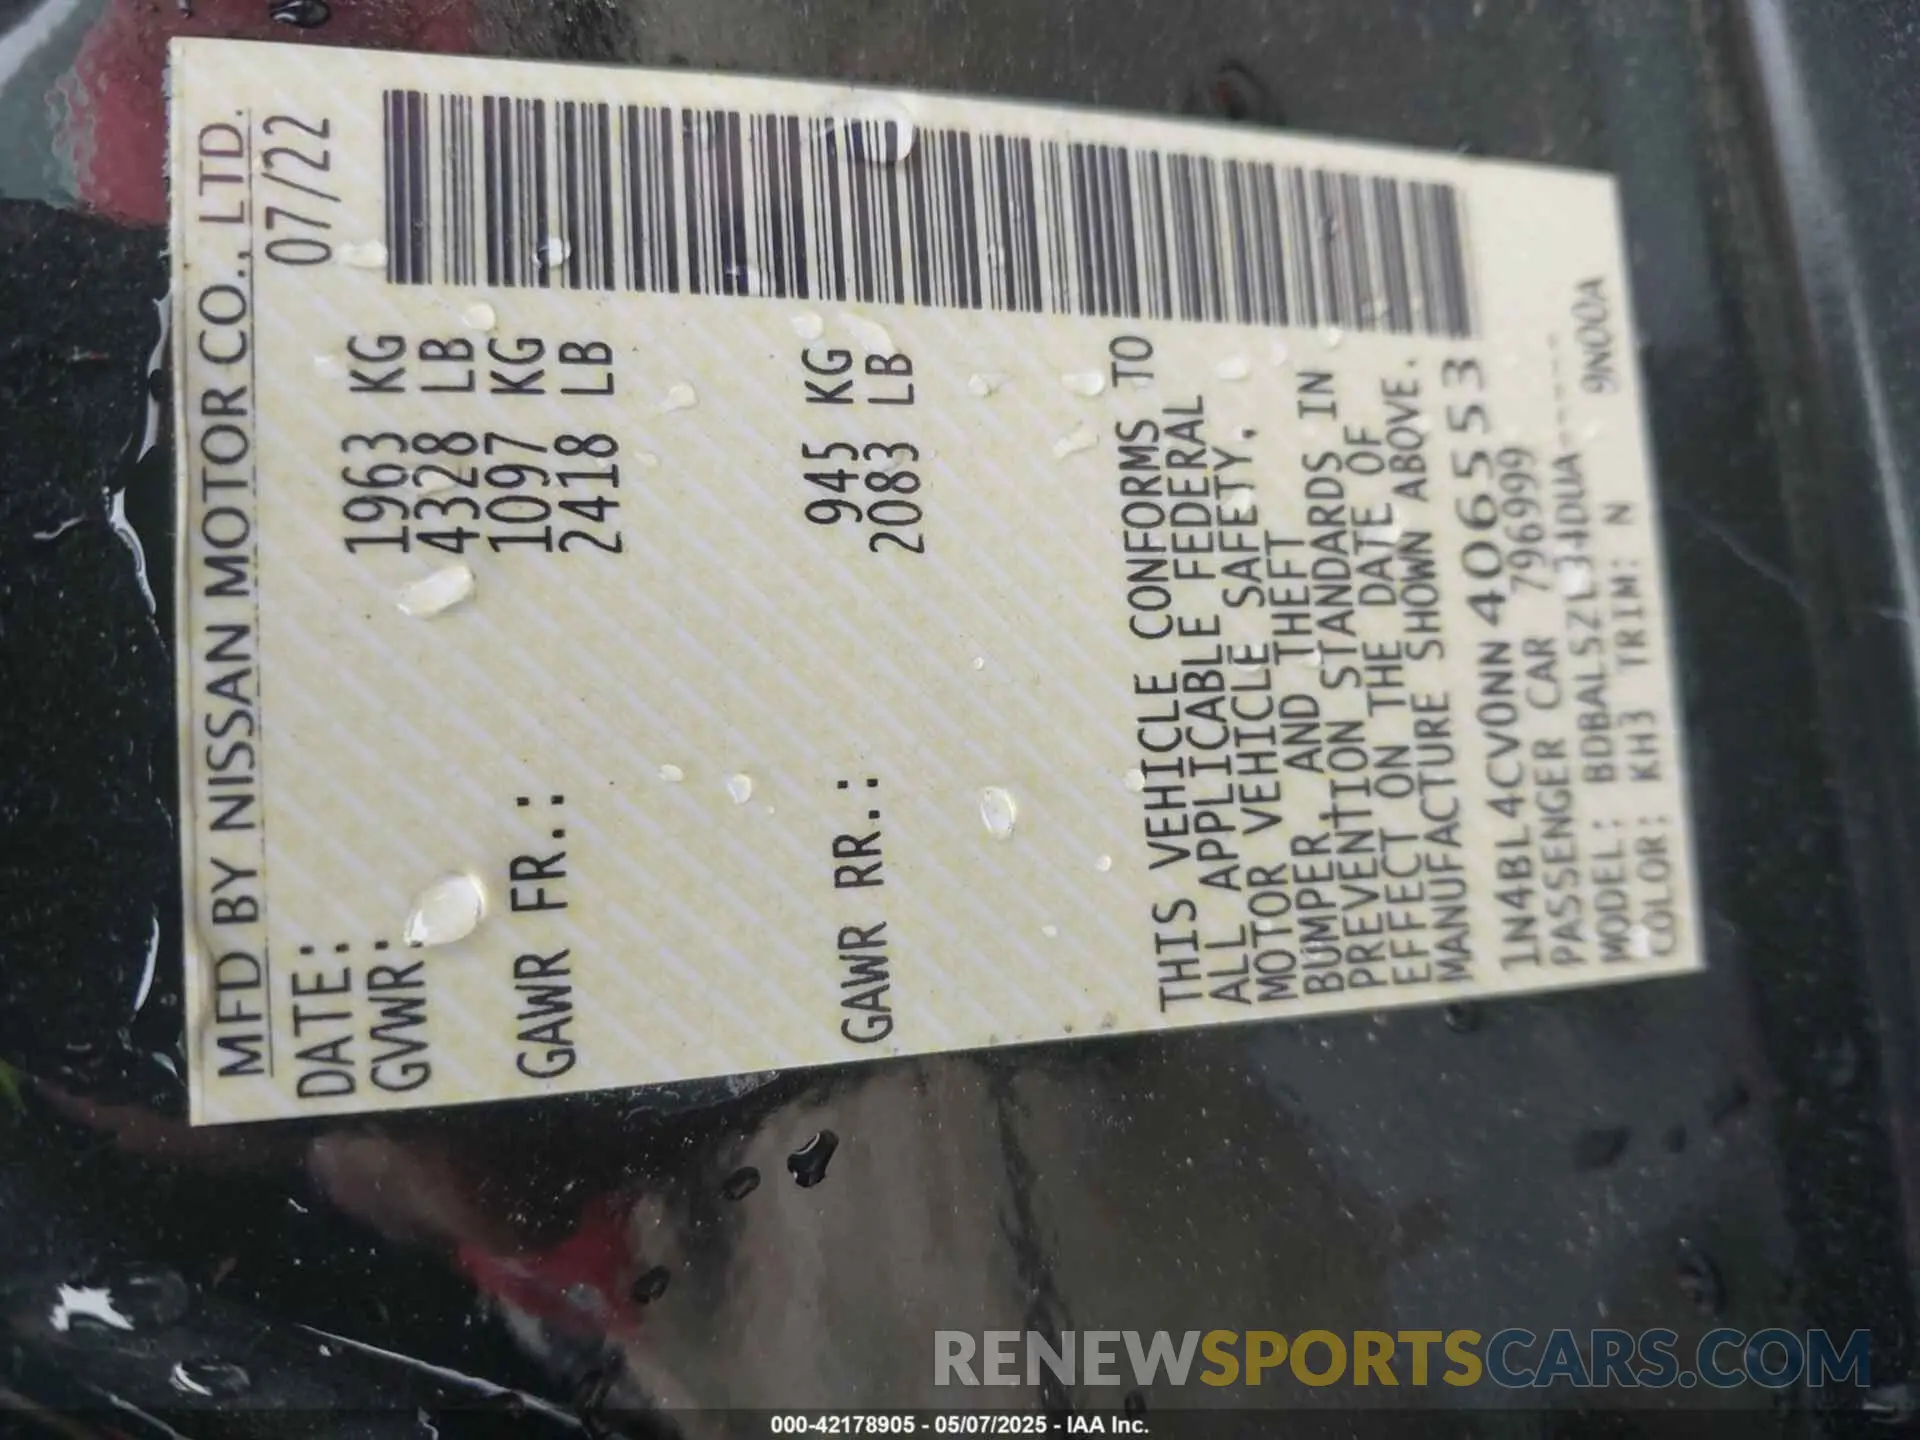 MFD BY NISSAN MOTOR CO., LTD.
DATE: 07/22
GVWR: 1963 KG
4328 LB
GAWR FR.: 1097 KG
2418 LB
GAWR RR.: 945 KG
2083 LB
THIS VEHICLE CONFORMS TO
ALL APPLICABLE FEDERAL
MOTOR VEHICLE SAFETY,
BUMPER, AND THEFT
PREVENTION STANDARDS IN
EFFECT ON THE DATE OF
MANUFACTURE SHOWN ABOVE.
1N4BL4CV0NN406553
PASSENGER CAR 796999
MODEL: BDBALSZL34DUA-----
COLOR: KH3 TRIM: N 9N00A
RENEWSPORTSCARS.COM
000-42178905 - 05/07/2025 - IAA Inc.